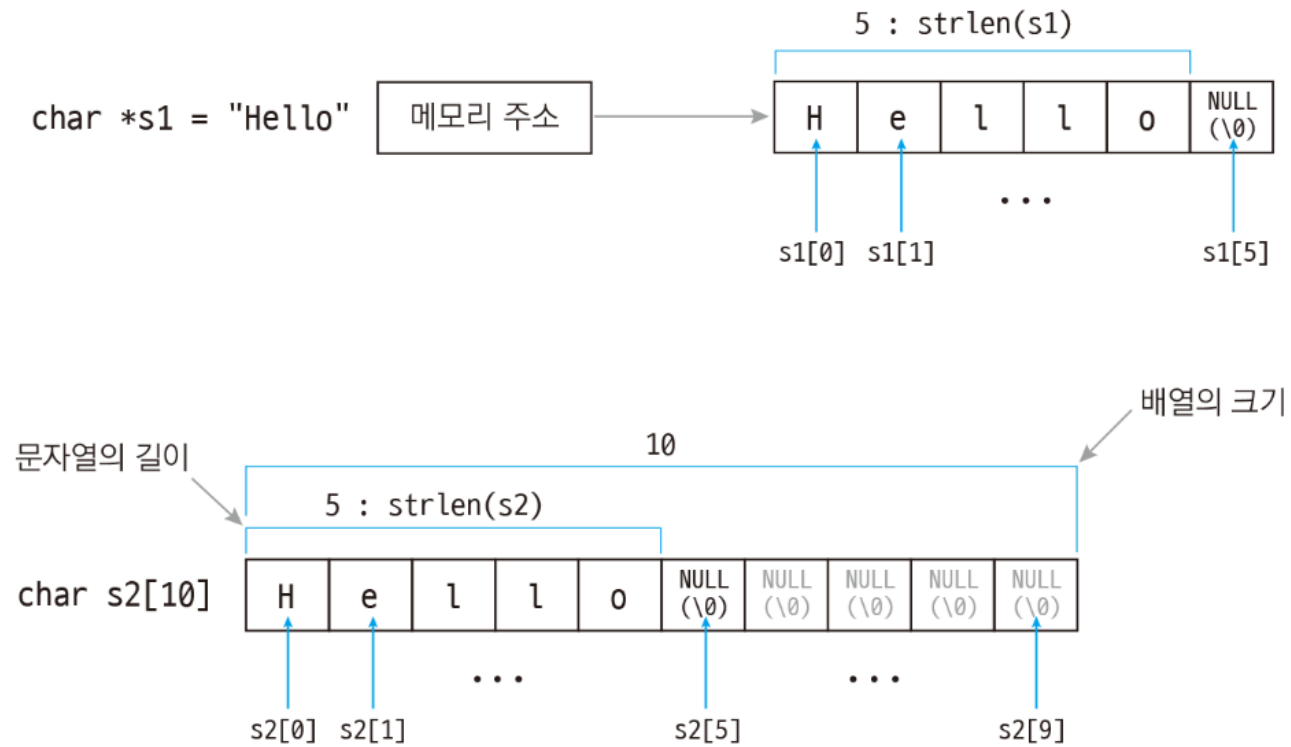 5 : strlen(s1)
char *s1 = "Hello" 메모리 주소 H e l l o NULL (\0)
...
s1[0] s1[1] s1[5]
배열의 크기
문자열의 길이 10
5 : strlen(s2)
char s2[10] H e l l o NULL (\0) NULL (\0) NULL (\0) NULL (\0) NULL (\0)
... ...
s2[0] s2[1] s2[5] s2[9]